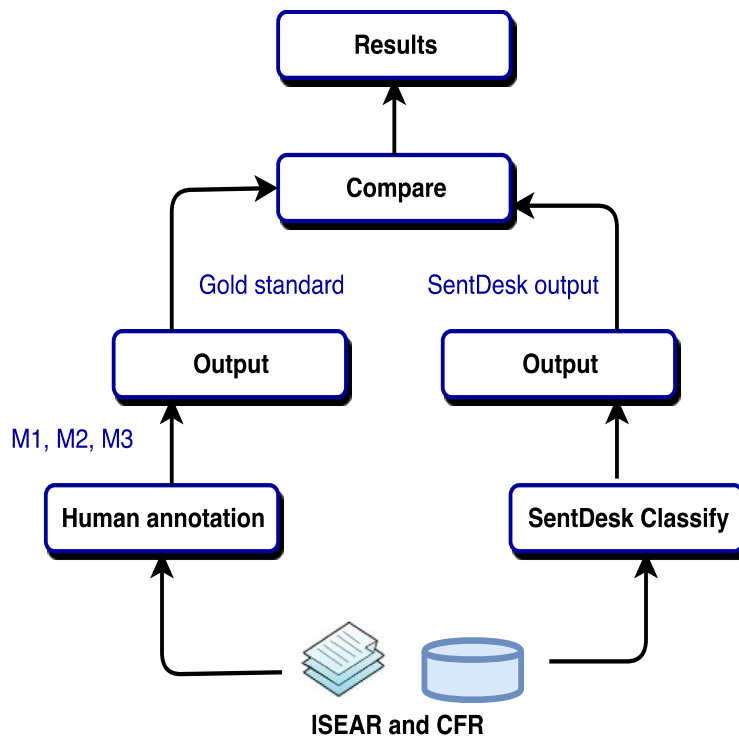 Results
Compare
Gold standard
SentDesk output
Output
Output
M1, M2, M3
Human annotation
SentDesk Classify
ISEAR and CFR